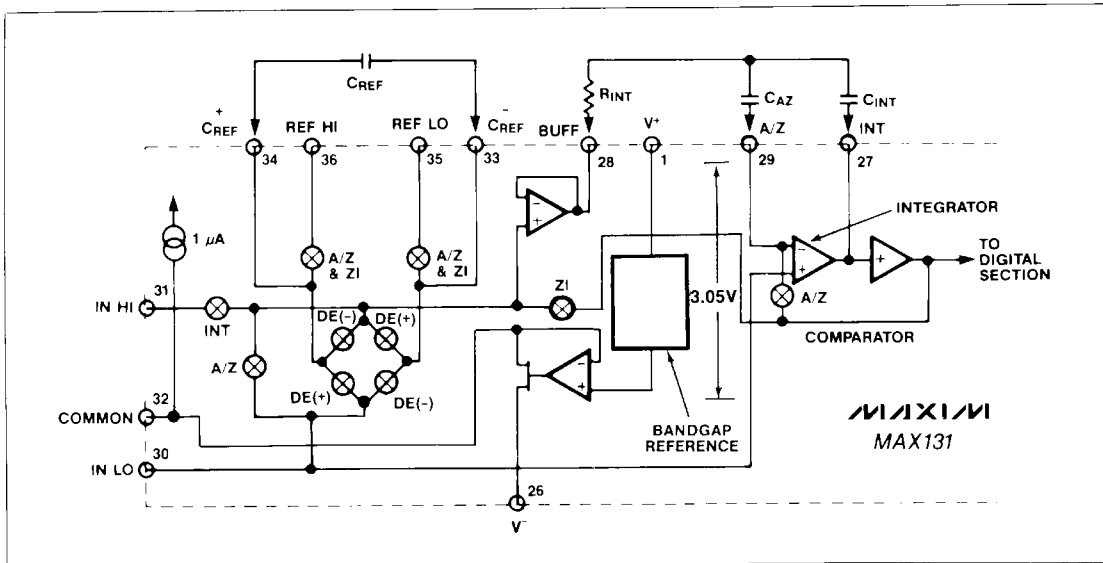 CREF
RINT
CAZ
CINT
CREF+
REF HI
REF LO
CREF−
BUFF
V+
A/Z
INT
34
36
35
33
28
1
29
27
1 μA
A/Z
& ZI
A/Z
& ZI
INTEGRATOR
TO
DIGITAL
SECTION
31
IN HI
INT
DE(-)
DE(+)
ZI
3.05V
A/Z
COMPARATOR
A/Z
DE(+)
DE(-)
32
COMMON
30
IN LO
BANDGAP
REFERENCE
MAXIM
MAX131
26
V−
− + − + − + +